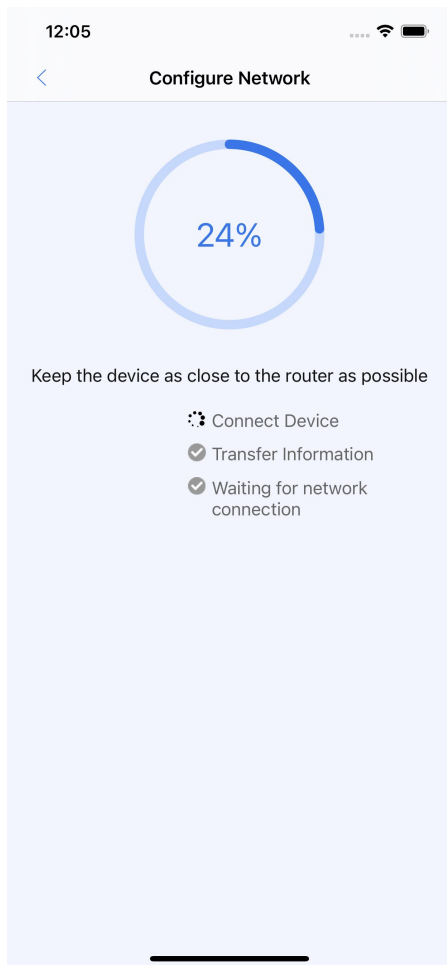 12:05
Configure Network
24%
Keep the device as close to the router as possible
Connect Device
Transfer Information
Waiting for network
connection